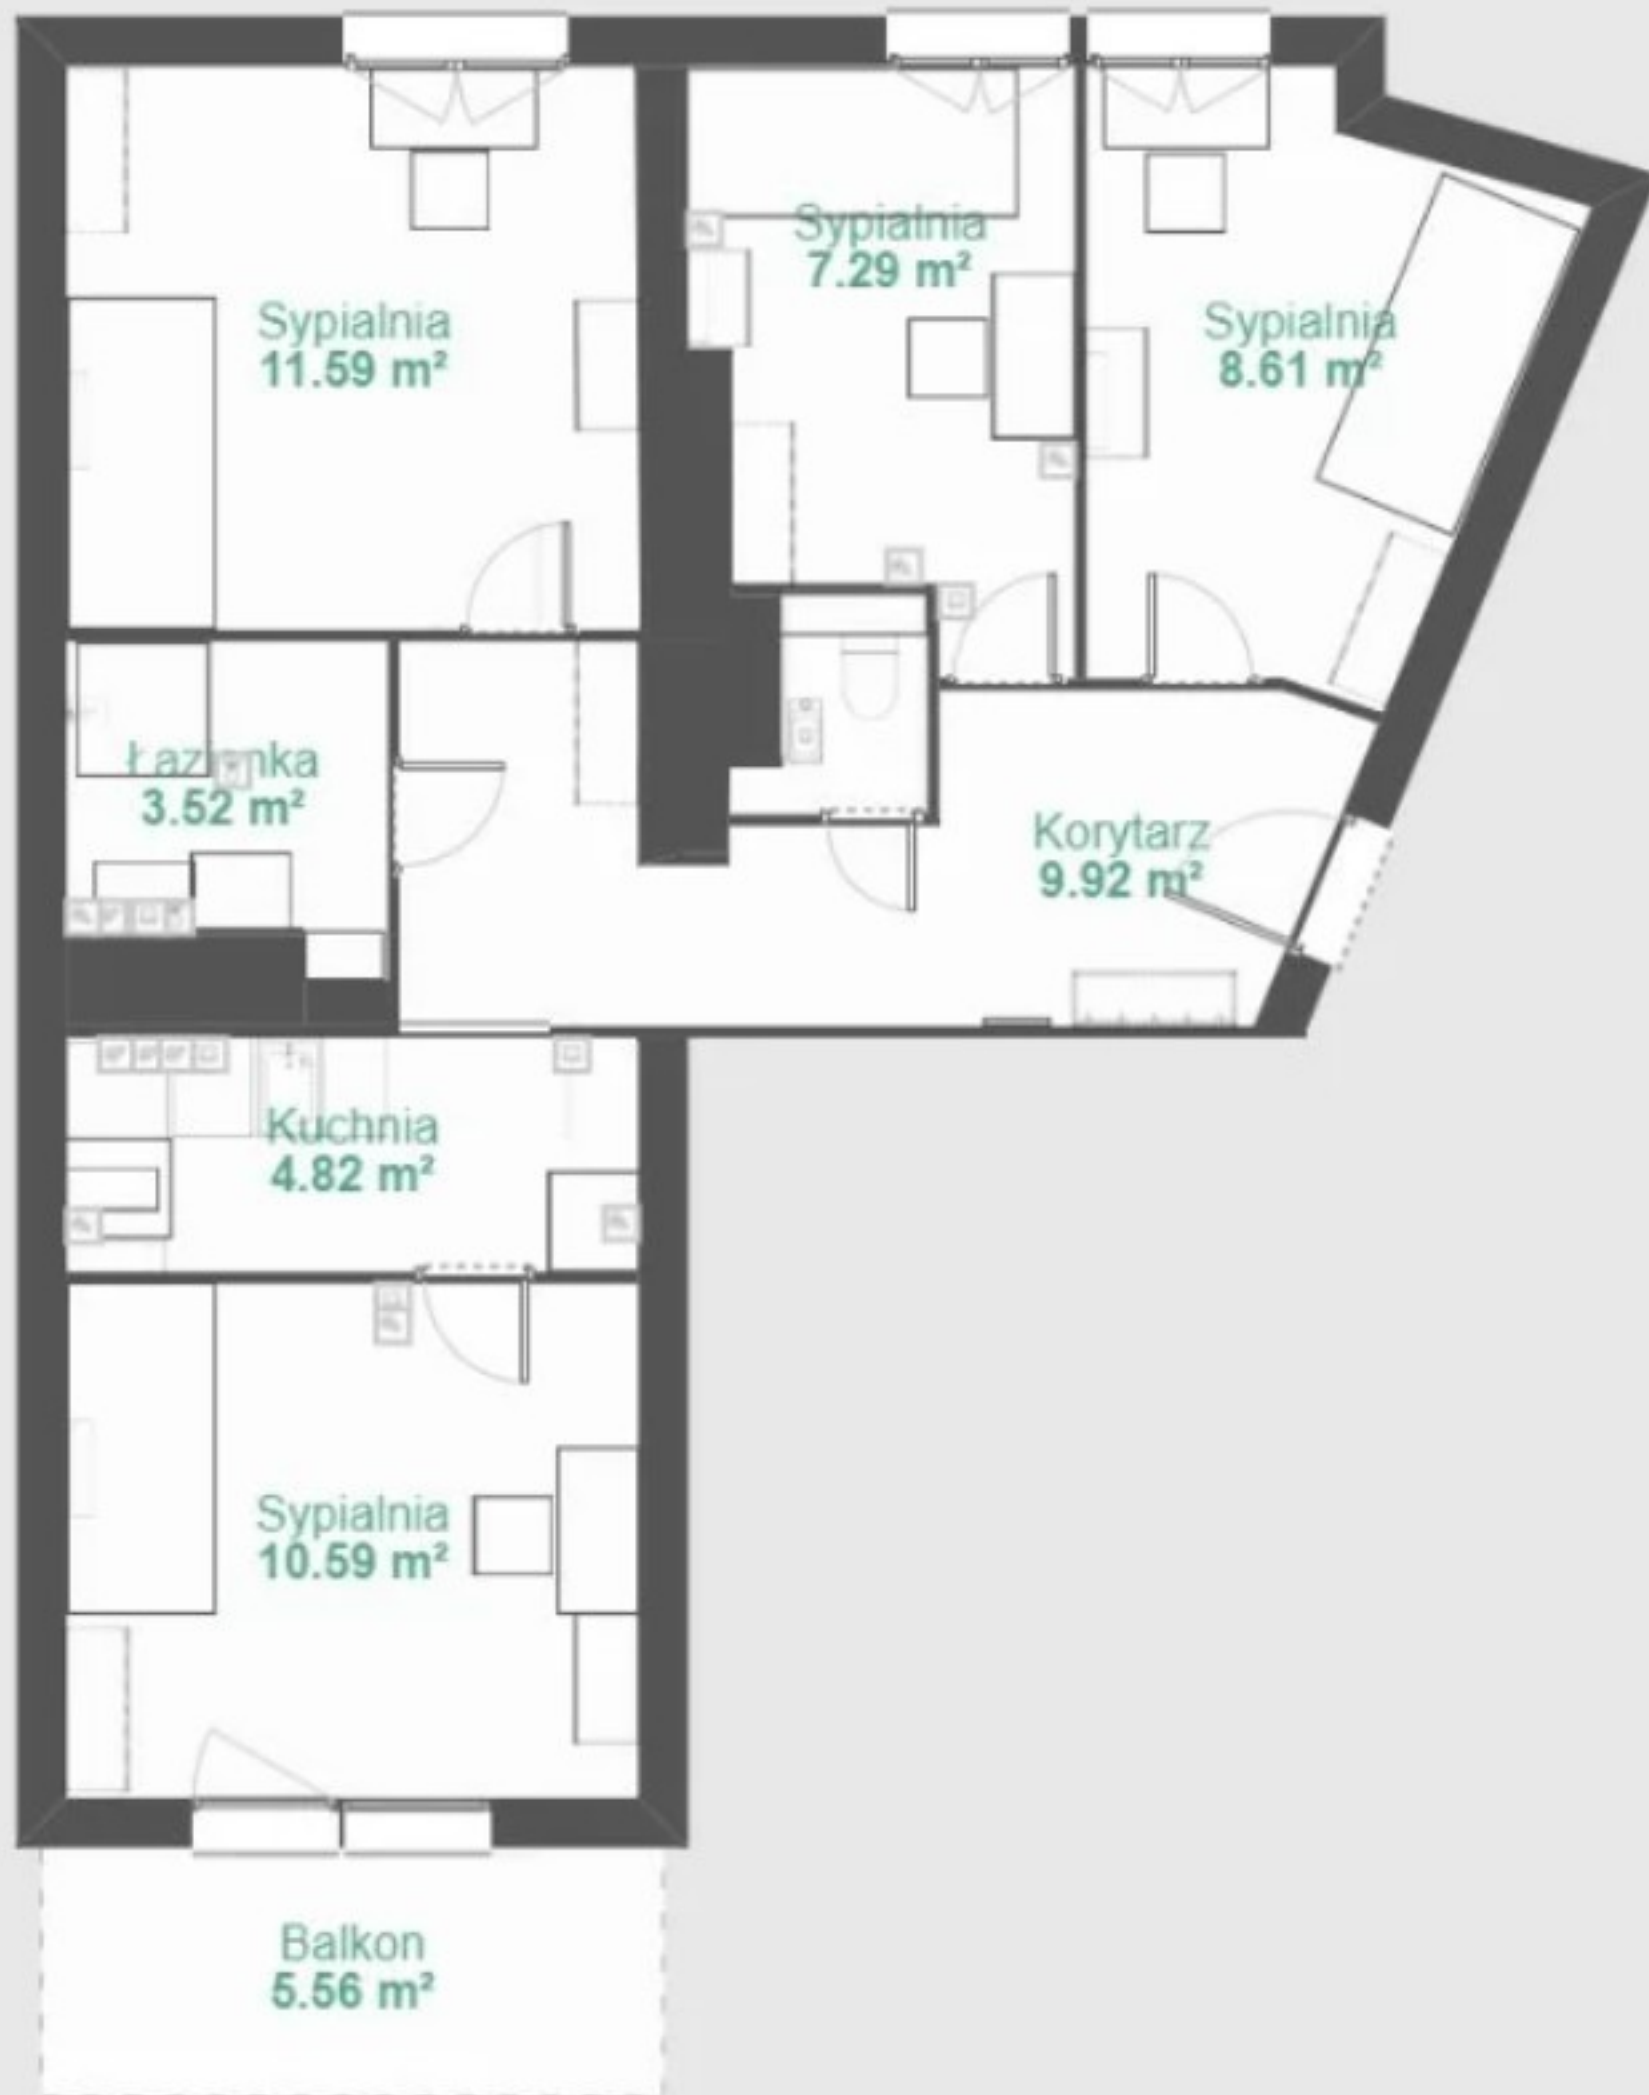 Sypialnia
7.29 m²
Sypialnia
11.59 m²
Sypialnia
8.61 m²
Łazienka
3.52 m²
Korytarz
9.92 m²
Kuchnia
4.82 m²
Sypialnia
10.59 m²
Balkon
5.56 m²